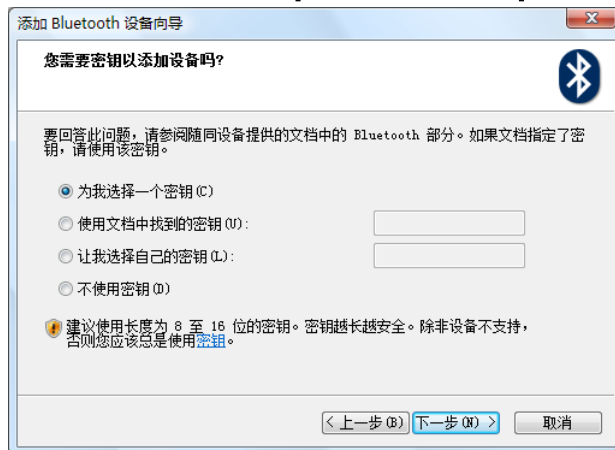 添加 Bluetooth 设备向导
您需要密钥以添加设备吗?
要回答此问题，请参阅随同设备提供的文档中的 Bluetooth 部分。如果文档指定了密
钥，请使用该密钥。
为我选择一个密钥(C)
使用文档中找到的密钥(U):
让我选择自己的密钥(L):
不使用密钥(D)
建议使用长度为 8 至 16 位的密钥。密钥越长越安全。除非设备不支持，
否则您应该总是使用密钥。
< 上一步(B) 下一步(N) > 取消